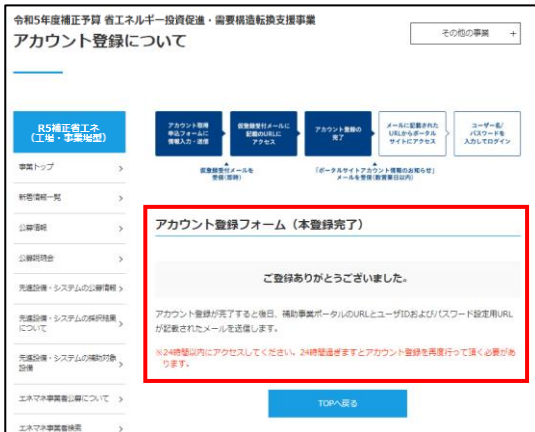 令和5年度補正予算 省エネルギー投資促進・需要構造転換支援事業
アカウント登録について
その他の事業 +
R5補正省エネ
(工場・事業場型)
アカウント取得
申込フォームに
情報入力・送信
仮登録受付メールに
記載のURLに
アクセス
アカウント登録の
完了
メールに記載された
URLからポータル
サイトにアクセス
ユーザー名/
パスワードを
入力してログイン
仮登録受付メールを
受信(即時)
「ポータルサイトアカウント情報のお知らせ」
メールを受信(数営業日以内)
事業トップ
新着情報一覧
公募情報
公募説明会
先進設備・システムの公募情報
先進設備・システムの採択結果
について
先進設備・システムの補助対象
設備
エネマネ事業者公募について
エネマネ事業者検索
アカウント登録フォーム(本登録完了)
ご登録ありがとうございました。
アカウント登録が完了すると後日、補助事業ポータルのURLとユーザIDおよびパスワード設定用URL
が記載されたメールを送信します。
※24時間以内にアクセスしてください。24時間過ぎますとアカウント登録を再度行って頂く必要があ
ります。
TOPへ戻る